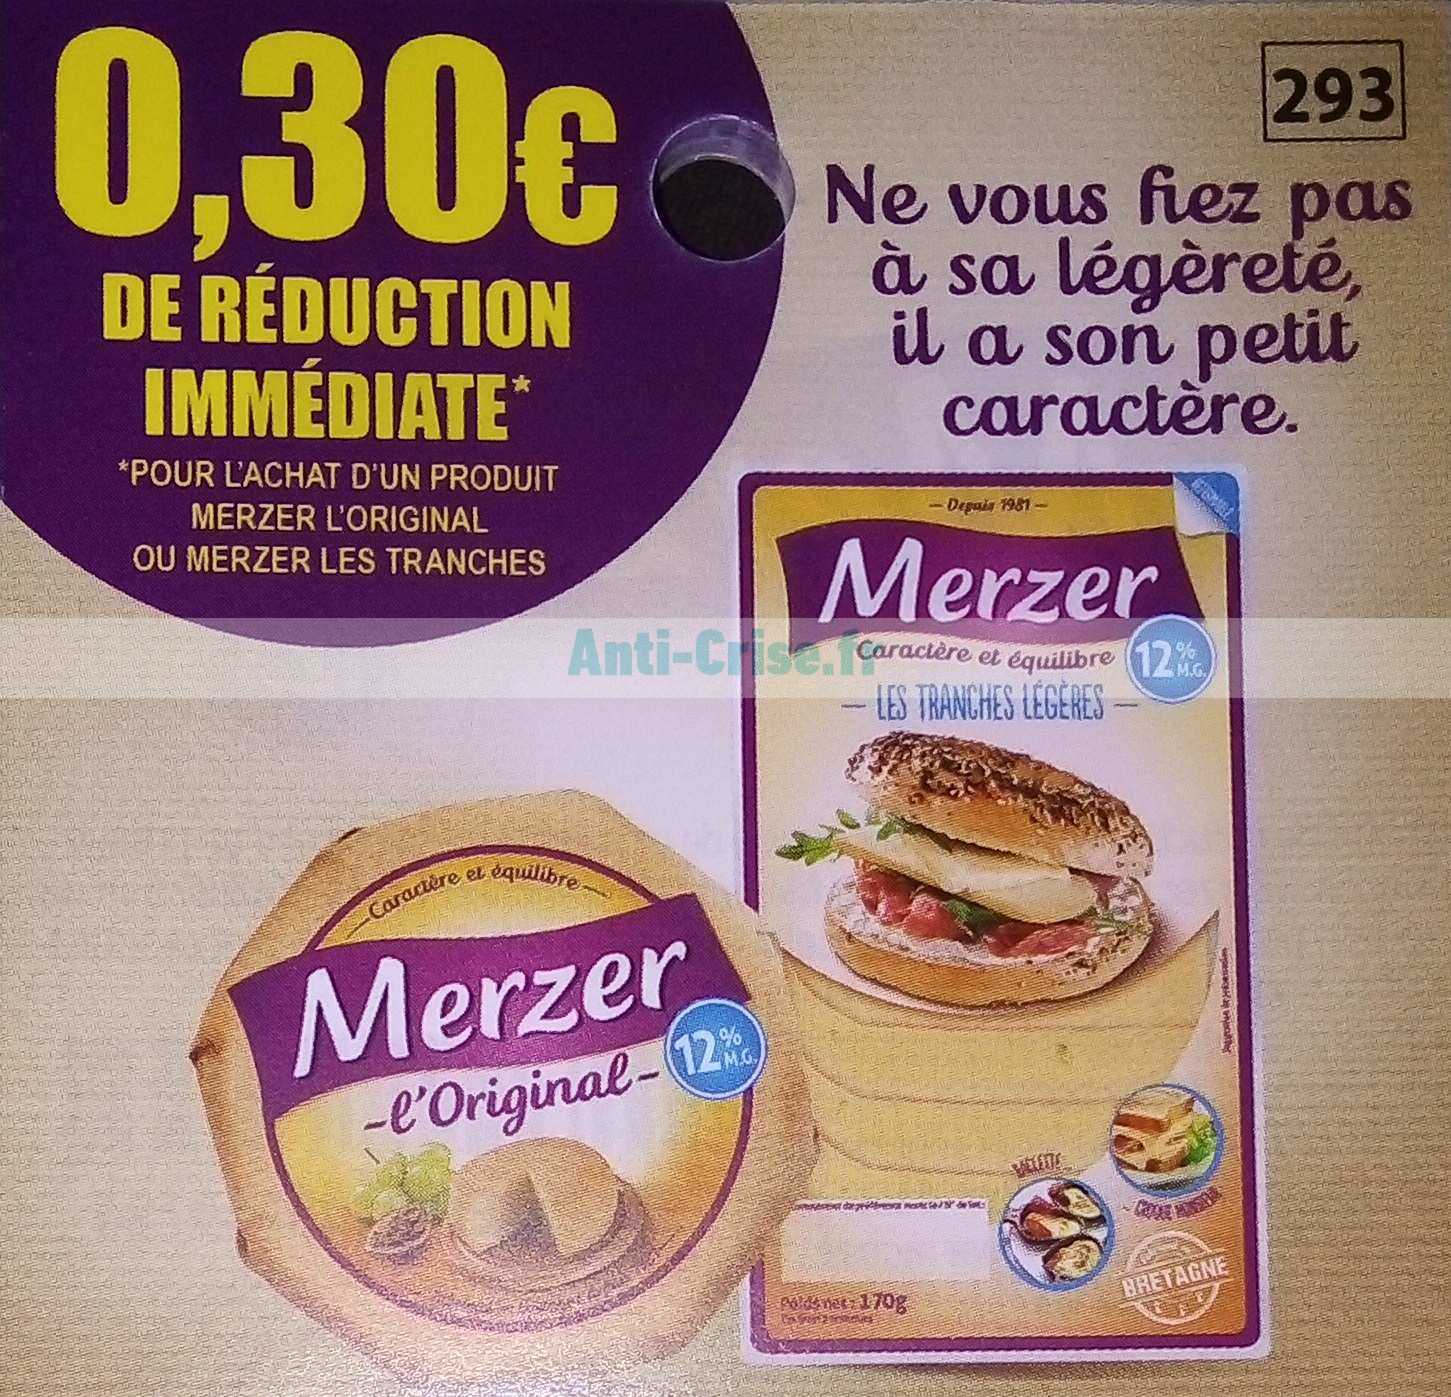 0,30€
DE RÉDUCTION
IMMÉDIATE*
*POUR L'ACHAT D'UN PRODUIT
MERZER L'ORIGINAL
OU MERZER LES TRANCHES
293
Ne vous fiez pas
à sa légèreté,
il a son petit
caractère.
Anti-Crise.fr
— Depuis 1981 —
Merzer
Caractère et équilibre
12% M.G.
— LES TRANCHES LÉGÈRES —
Caractère et équilibre
Merzer
-l'Original-
12% M.G.
CROQUE MONSIEUR
BRETAGNE
Poids net : 170g